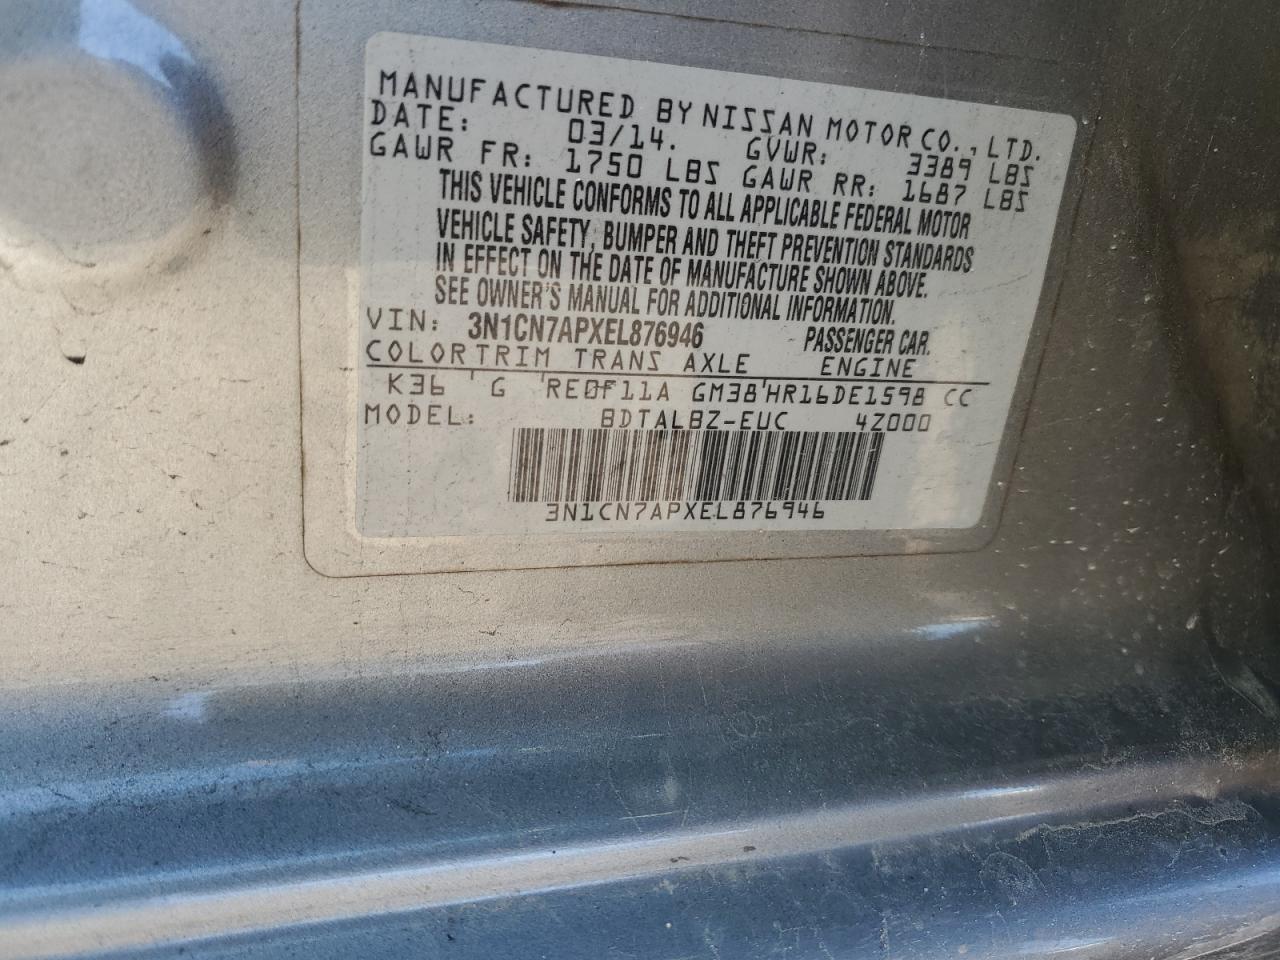 MANUFACTURED BY NISSAN MOTOR CO., LTD.
DATE: 03/14. GVWR: 3389 LBS
GAWR FR: 1750 LBS GAWR RR: 1687 LBS
THIS VEHICLE CONFORMS TO ALL APPLICABLE FEDERAL MOTOR
VEHICLE SAFETY, BUMPER AND THEFT PREVENTION STANDARDS
IN EFFECT ON THE DATE OF MANUFACTURE SHOWN ABOVE.
SEE OWNER'S MANUAL FOR ADDITIONAL INFORMATION.
VIN: 3N1CN7APXEL876946 PASSENGER CAR.
COLOR TRIM TRANS AXLE ENGINE
K36 ' G ' RE0F11A GM38 ' HR16DE1598 CC
MODEL: BDTALBZ-EUC 4Z000
3N1CN7APXEL876946